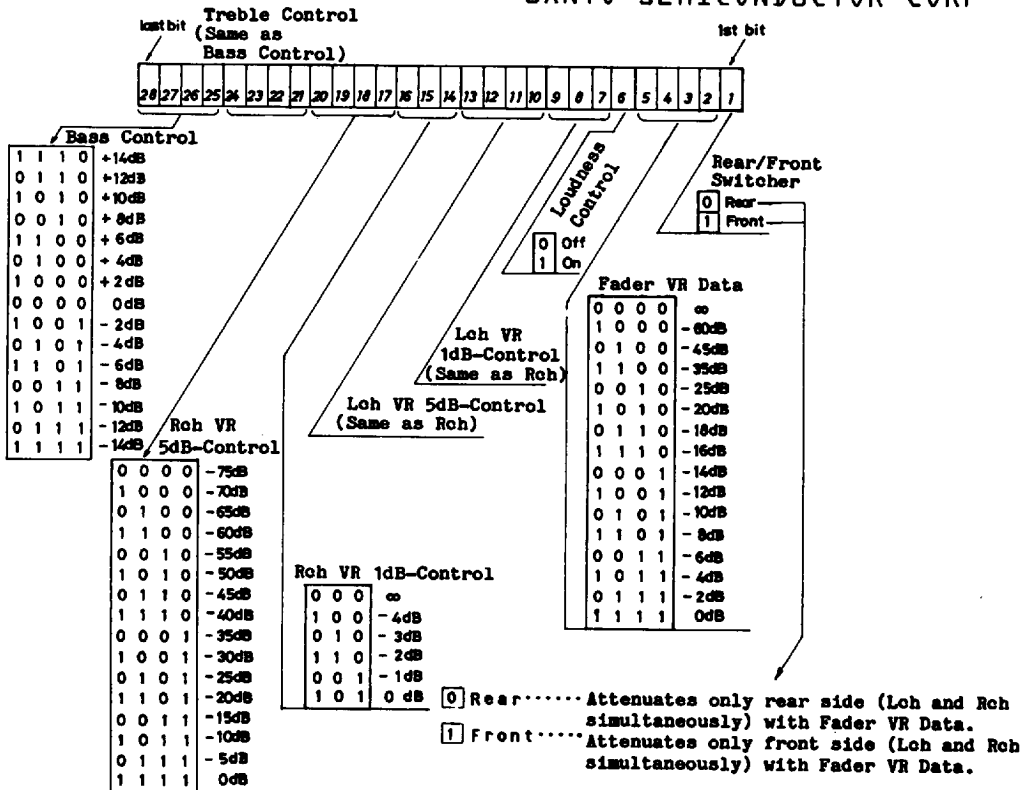 SANYO SEMICONDUCTOR CORP
last bit
Treble Control
(Same as
Bass Control)
1st bit
28 27 26 25 24 23 22 21 20 19 18 17 16 15 14 13 12 11 10 9 8 7 6 5 4 3 2 1
Bass Control
1 1 1 0 +14dB
0 1 1 0 +12dB
1 0 1 0 +10dB
0 0 1 0 +8dB
1 1 0 0 +6dB
0 1 0 0 +4dB
1 0 0 0 +2dB
0 0 0 0 0dB
1 0 0 1 -2dB
0 1 0 1 -4dB
1 1 0 1 -6dB
0 0 1 1 -8dB
1 0 1 1 -10dB
0 1 1 1 -12dB
1 1 1 1 -14dB
Rch VR
5dB-Control
0 0 0 0 -75dB
1 0 0 0 -70dB
0 1 0 0 -65dB
1 1 0 0 -60dB
0 0 1 0 -55dB
1 0 1 0 -50dB
0 1 1 0 -45dB
1 1 1 0 -40dB
0 0 0 1 -35dB
1 0 0 1 -30dB
0 1 0 1 -25dB
1 1 0 1 -20dB
0 0 1 1 -15dB
1 0 1 1 -10dB
0 1 1 1 -5dB
1 1 1 1 0dB
Rch VR 1dB-Control
0 0 0 ∞
1 0 0 -4dB
0 1 0 -3dB
1 1 0 -2dB
0 0 1 -1dB
1 0 1 0 dB
Lch VR 5dB-Control
(Same as Rch)
Lch VR
1dB-Control
(Same as Rch)
Loudness
Control
0 Off
1 On
Fader VR Data
0 0 0 0 ∞
1 0 0 0 -60dB
0 1 0 0 -45dB
1 1 0 0 -35dB
0 0 1 0 -25dB
1 0 1 0 -20dB
0 1 1 0 -18dB
1 1 1 0 -16dB
0 0 0 1 -14dB
1 0 0 1 -12dB
0 1 0 1 -10dB
1 1 0 1 -8dB
0 0 1 1 -6dB
1 0 1 1 -4dB
0 1 1 1 -2dB
1 1 1 1 0dB
Rear/Front
Switcher
0 Rear
1 Front
0 Rear······Attenuates only rear side (Lch and Rch
simultaneously) with Fader VR Data.
1 Front·····Attenuates only front side (Lch and Rch
simultaneously) with Fader VR Data.